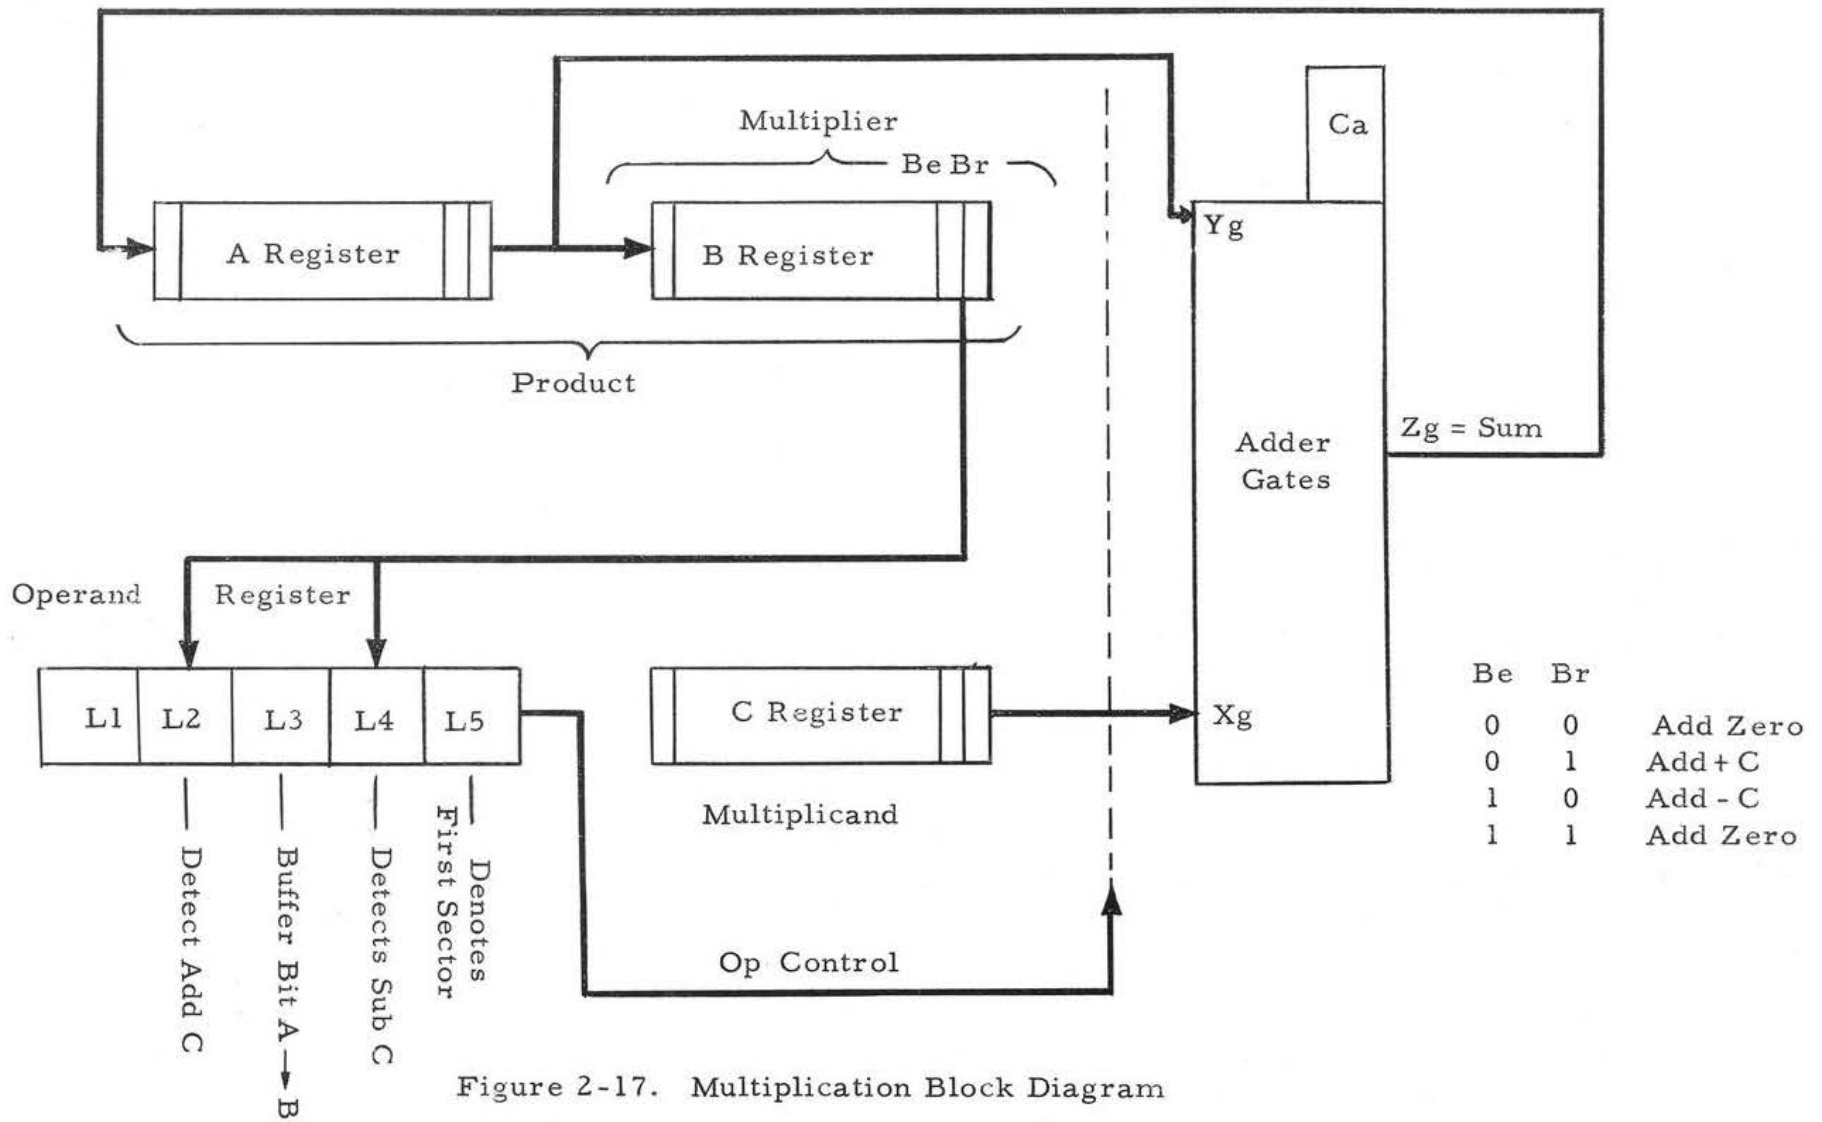 Ca
Multiplier
Be Br
Yg
A Register
B Register
Product
Zg = Sum
Adder
Gates
Operand Register
L1 L2 L3 L4 L5
C Register
Xg
Multiplicand
Be Br
0 0 Add Zero
0 1 Add + C
1 0 Add - C
1 1 Add Zero
Detect Add C
Buffer Bit A → B
Detects Sub C
Denotes
First Sector
Op Control
Figure 2-17. Multiplication Block Diagram